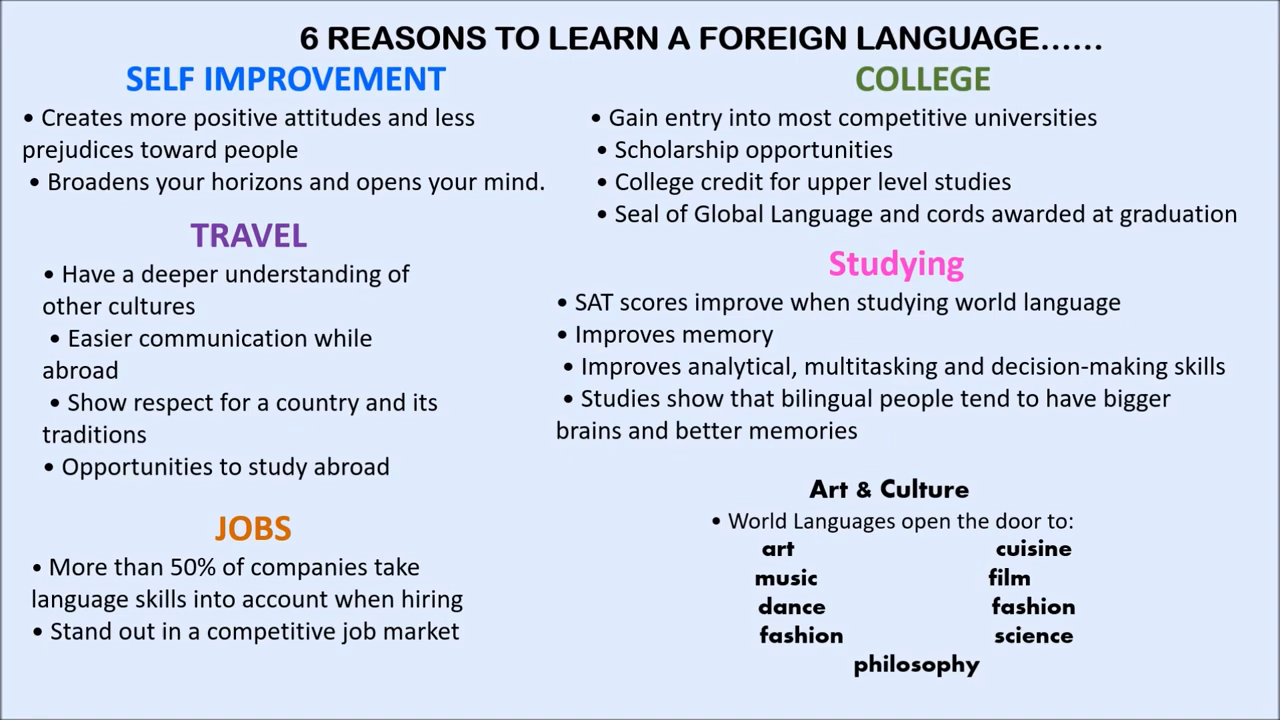 6 REASONS TO LEARN A FOREIGN LANGUAGE......
SELF IMPROVEMENT
• Creates more positive attitudes and less
prejudices toward people
• Broadens your horizons and opens your mind.
TRAVEL
• Have a deeper understanding of
other cultures
• Easier communication while
abroad
• Show respect for a country and its
traditions
• Opportunities to study abroad
JOBS
• More than 50% of companies take
language skills into account when hiring
• Stand out in a competitive job market
COLLEGE
• Gain entry into most competitive universities
• Scholarship opportunities
• College credit for upper level studies
• Seal of Global Language and cords awarded at graduation
Studying
• SAT scores improve when studying world language
• Improves memory
• Improves analytical, multitasking and decision-making skills
• Studies show that bilingual people tend to have bigger
brains and better memories
Art & Culture
• World Languages open the door to:
art cuisine
music film
dance fashion
fashion science
philosophy